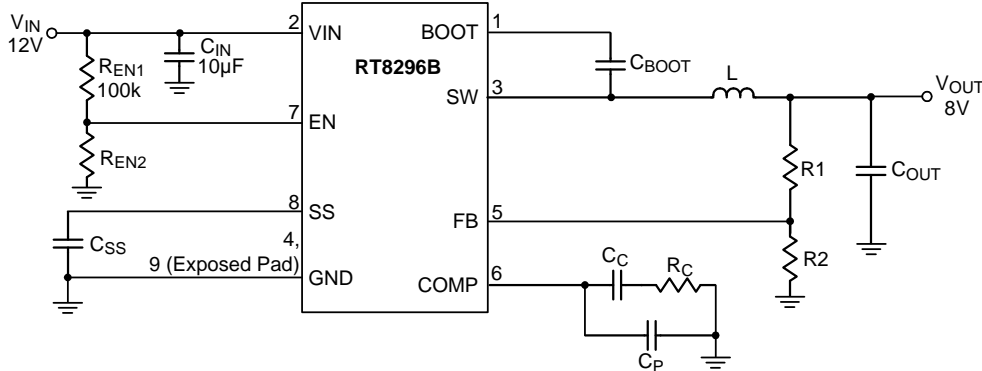 VIN
12V
2
VIN
CIN
10µF
REN1
100k
7
EN
REN2
8
SS
CSS
4,
9 (Exposed Pad)
GND
RT8296B
BOOT
1
CBOOT
SW
3
L
VOUT
8V
R1
COUT
FB
5
R2
COMP
6
CC
RC
CP